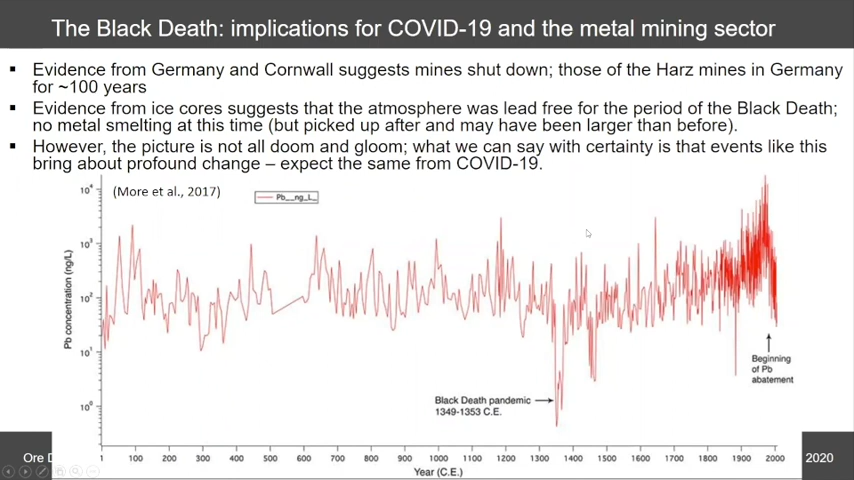 The Black Death: implications for COVID-19 and the metal mining sector
▪ Evidence from Germany and Cornwall suggests mines shut down; those of the Harz mines in Germany
for ~100 years
▪ Evidence from ice cores suggests that the atmosphere was lead free for the period of the Black Death;
no metal smelting at this time (but picked up after and may have been larger than before).
▪ However, the picture is not all doom and gloom; what we can say with certainty is that events like this
bring about profound change – expect the same from COVID-19.
(More et al., 2017)
Pb__ng_L_
Pb concentration (ng/L)
10⁴
10³
10²
10¹
10⁰
Black Death pandemic
1349-1353 C.E.
Beginning
of Pb
abatement
1 100 200 300 400 500 600 700 800 900 1000 1100 1200 1300 1400 1500 1600 1700 1800 1900 2000
Year (C.E.)
Ore D
2020